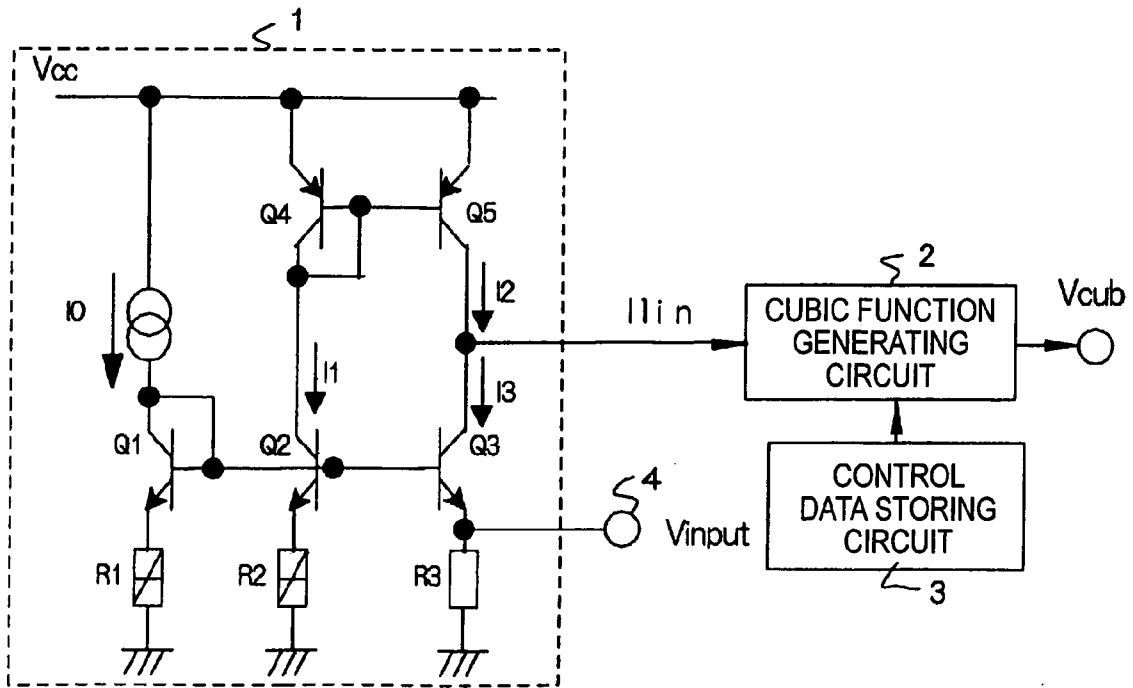 1
Vcc
Q4
Q5
I0
I1
I2
I3
I1in
2
CUBIC FUNCTION
GENERATING
CIRCUIT
Vcub
Q1
Q2
Q3
4
Vinput
CONTROL
DATA STORING
CIRCUIT
3
R1
R2
R3